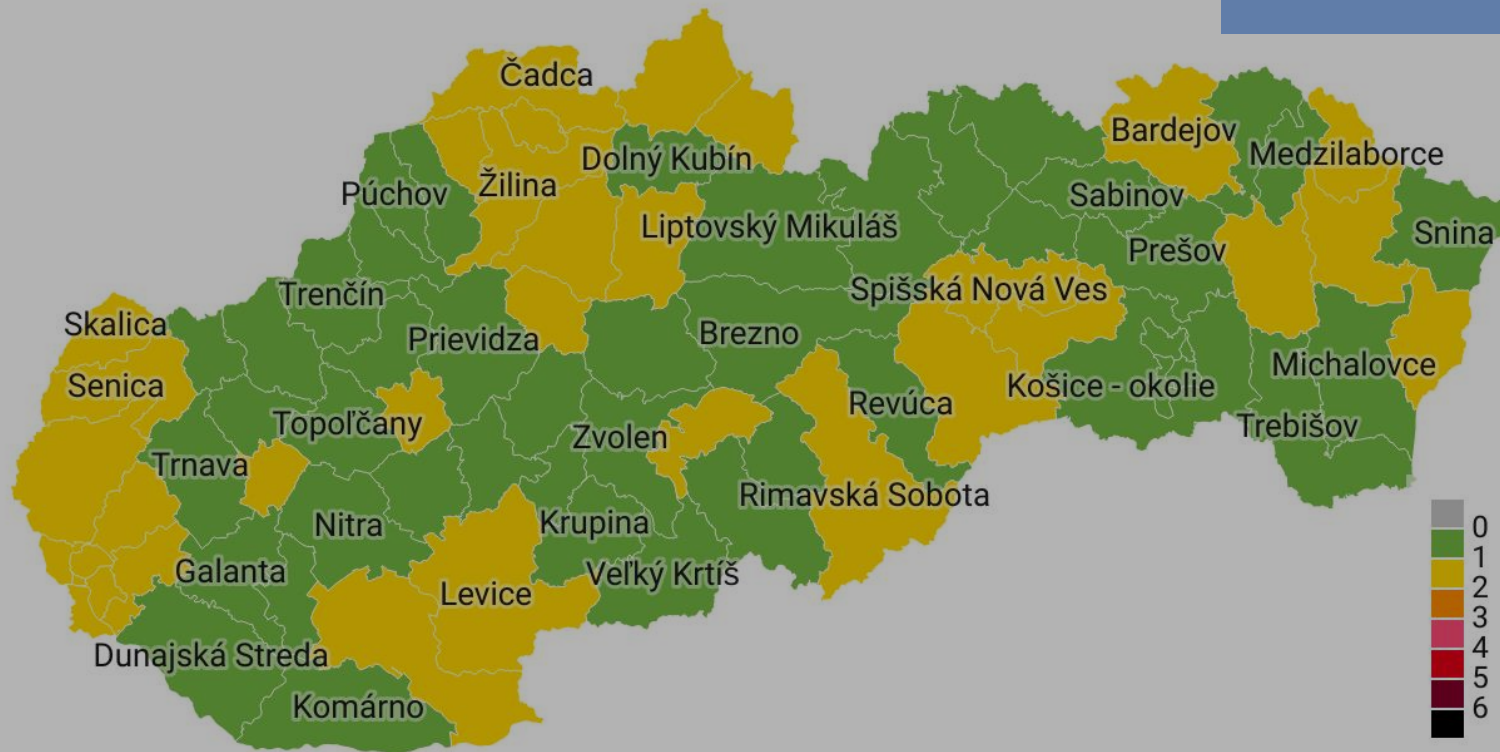 Čadca
Bardejov
Medzilaborce
Dolný Kubín
Žilina
Púchov
Sabinov
Liptovský Mikuláš
Snina
Prešov
Trenčín
Spišská Nová Ves
Skalica
Prievidza
Brezno
Michalovce
Senica
Košice - okolie
Revúca
Topoľčany
Trebišov
Zvolen
Trnava
Rimavská Sobota
Nitra
Krupina
Galanta
Veľký Krtíš
Levice
Dunajská Streda
Komárno
0
1
2
3
4
5
6